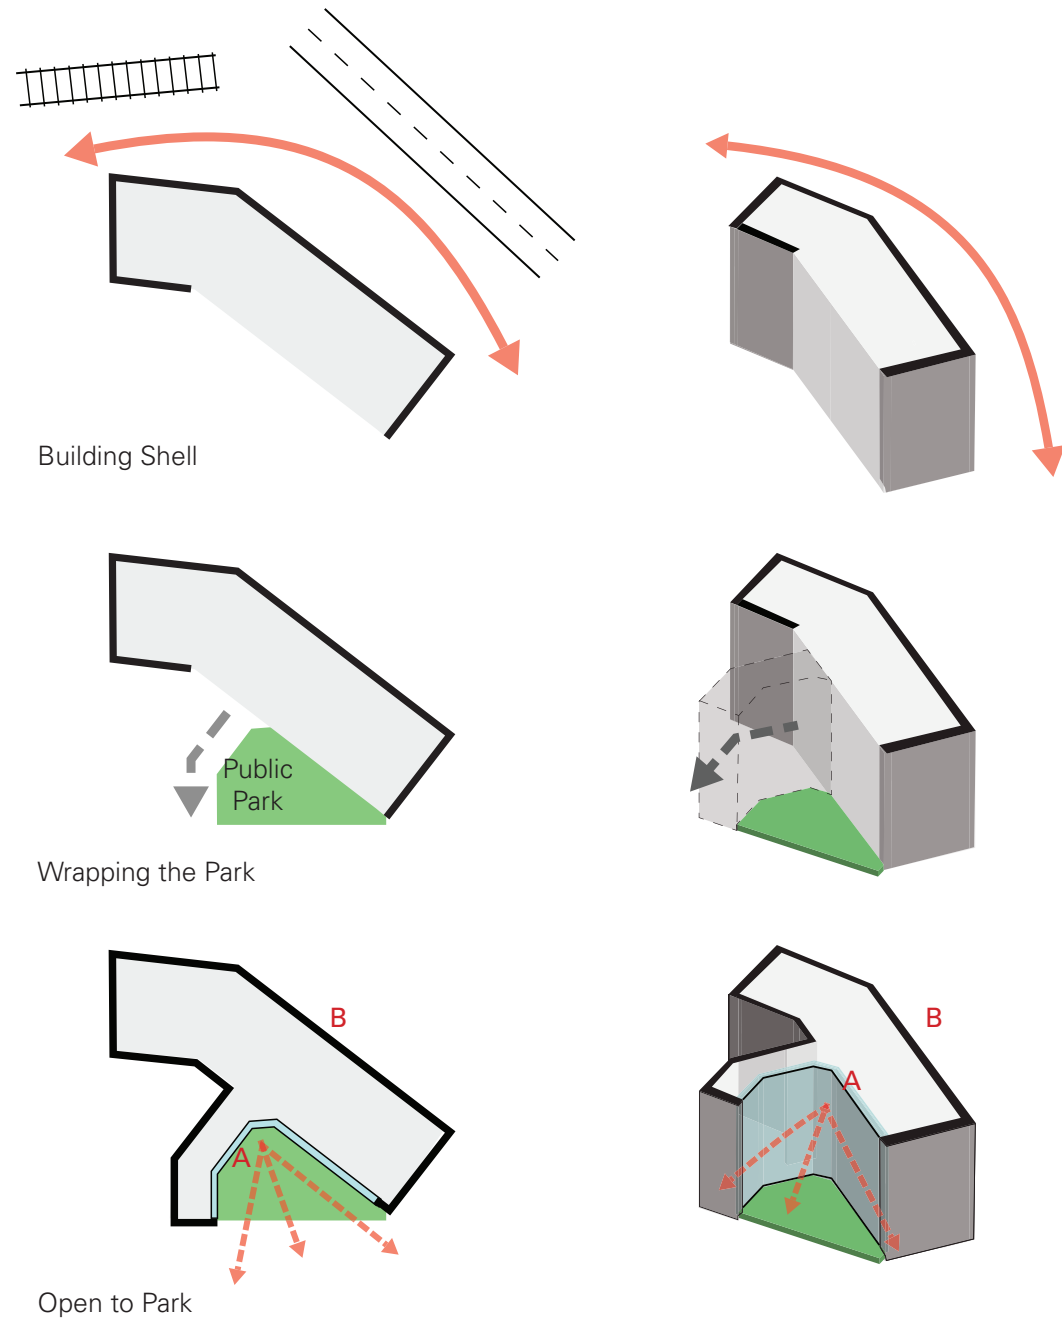 Building Shell
Public
Park
Wrapping the Park
B
B
A
A
Open to Park